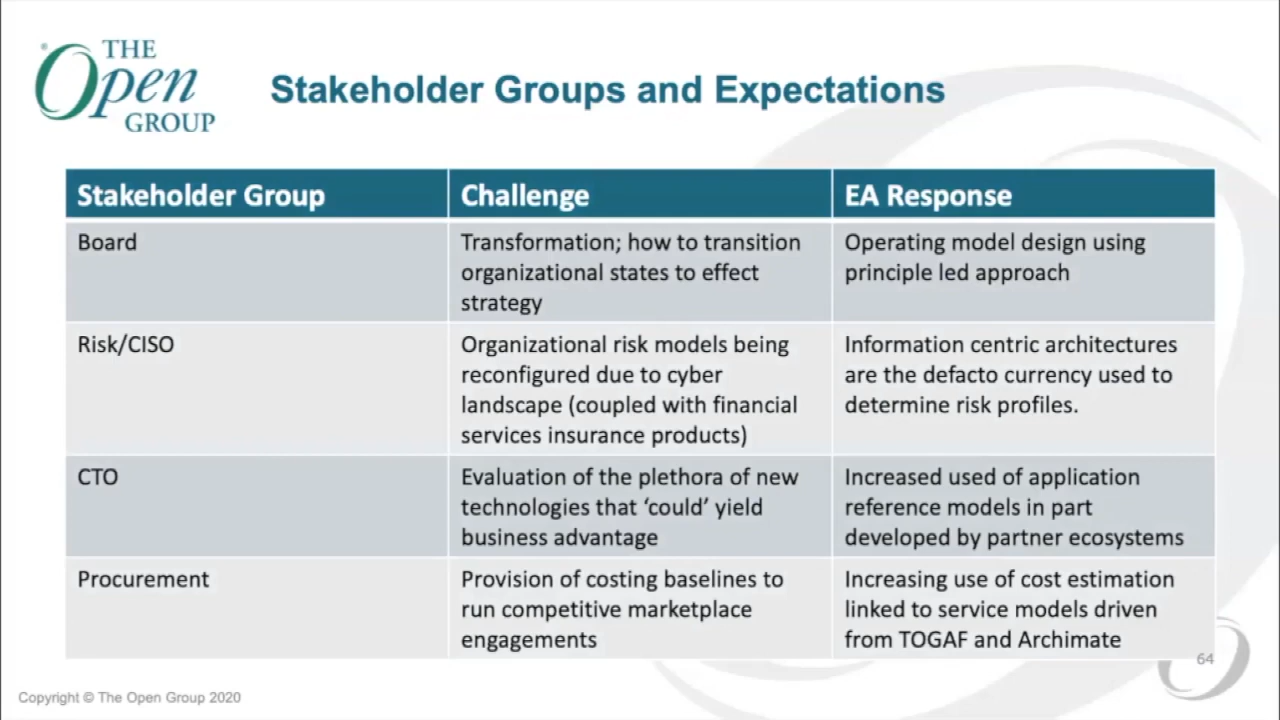 THE
Open
GROUP
Stakeholder Groups and Expectations
Stakeholder Group
Challenge
EA Response
Board
Transformation; how to transition
organizational states to effect
strategy
Operating model design using
principle led approach
Risk/CISO
Organizational risk models being
reconfigured due to cyber
landscape (coupled with financial
services insurance products)
Information centric architectures
are the defacto currency used to
determine risk profiles.
CTO
Evaluation of the plethora of new
technologies that ‘could’ yield
business advantage
Increased used of application
reference models in part
developed by partner ecosystems
Procurement
Provision of costing baselines to
run competitive marketplace
engagements
Increasing use of cost estimation
linked to service models driven
from TOGAF and Archimate
64
Copyright © The Open Group 2020